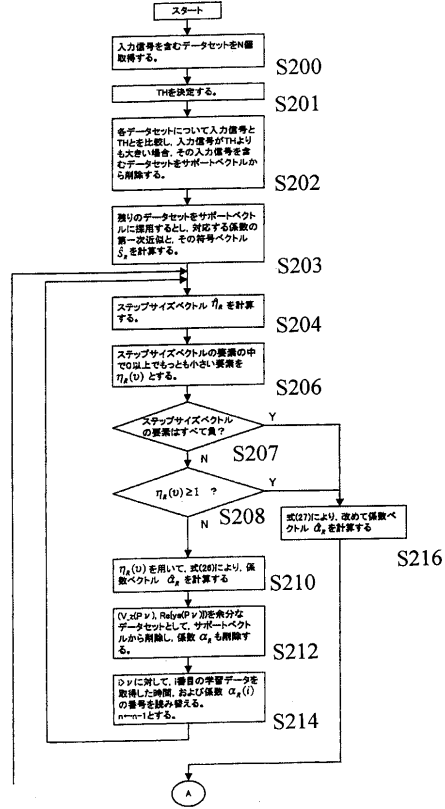 スタート
入力信号を含むデータセットをN個
取得する。
S200
THを決定する。
S201
各データセットについて入力信号と
THとを比較し、入力信号がTHより
も大きい場合、その入力信号を含
むデータセットをサポートベクトルか
ら削除する。
S202
残りのデータセットをサポートベク
トルに採用するとし、対応する係数の
第一次近似と、その符号ベクトル
ŝ_R を計算する。
S203
ステップサイズベクトル η̂_R を計算
する。
S204
ステップサイズベクトルの要素の中
で0以上でもっとも小さい要素を
η_R(υ) とする。
S206
ステップサイズベクトル
の要素はすべて負?
Y
N
S207
η_R(υ) ≥ 1 ?
Y
N
S208
式(27)により、改めて係数ベ
クトル α̂_R を計算する
S216
η_R(υ) を用いて、式(26)により、係
数ベクトル α̂_R を計算する
S210
を余分な
データセットとして、サポートベクト
ルから削除し、係数 α_R も削除す
る。
S212
i>ν に対して、i番目の学習データを
取得した時間、および係数 α_R(i)
の番号を読み替える。
n←n-1とする。
S214
A